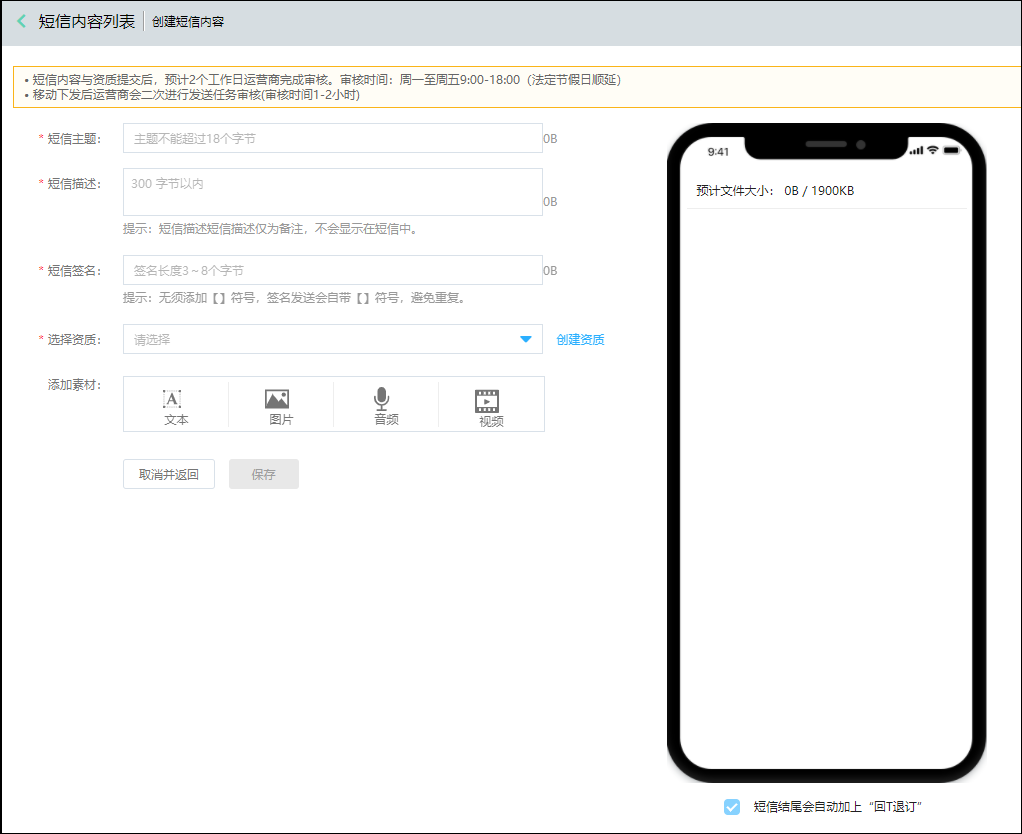 短信内容列表 创建短信内容
• 短信内容与资质提交后，预计2个工作日运营商完成审核。审核时间：周一至周五9:00-18:00（法定节假日顺延）
• 移动下发后运营商会二次进行发送任务审核(审核时间1-2小时)
* 短信主题： 主题不能超过18个字节 0B
* 短信描述： 300 字节以内 0B
提示：短信描述短信描述仅为备注，不会显示在短信中。
* 短信签名： 签名长度3～8个字节 0B
提示：无须添加【】符号，签名发送会自带【】符号，避免重复。
* 选择资质： 请选择 创建资质
添加素材：
A
文本 图片 音频 视频
取消并返回 保存
9:41
预计文件大小： 0B / 1900KB
短信结尾会自动加上“回T退订”